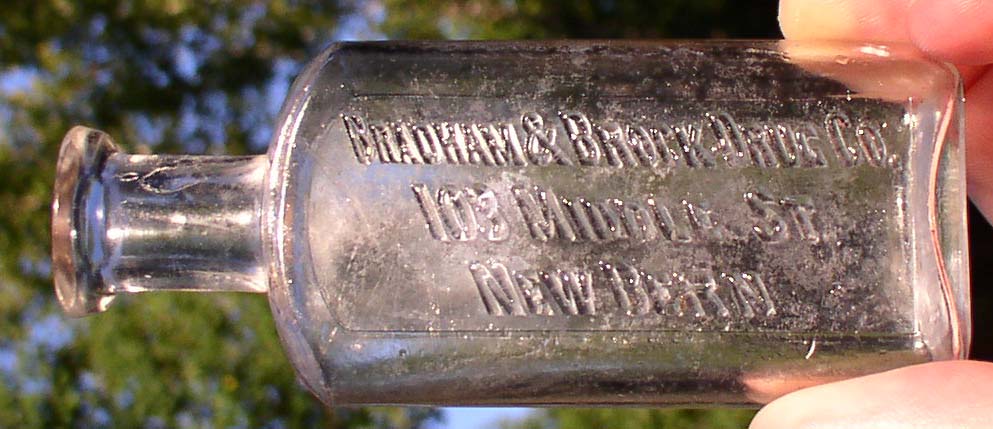 BRADHAM & BROCK DRUG CO.
103 MIDDLE ST
NEW BERN